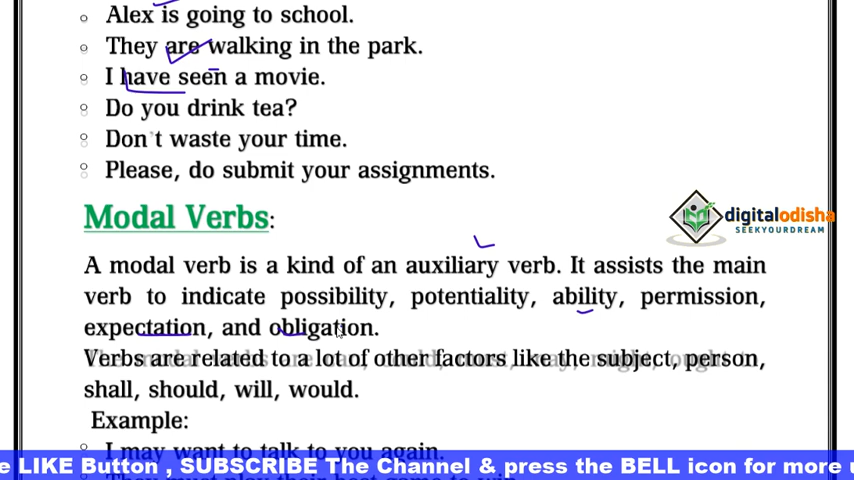 Alex is going to school.
They are walking in the park.
I have seen a movie.
Do you drink tea?
Don't waste your time.
Please, do submit your assignments.
Modal Verbs:
digitalodisha
SEEKYOURDREAM
A modal verb is a kind of an auxiliary verb. It assists the main
verb to indicate possibility, potentiality, ability, permission,
expectation, and obligation.
Verbs are related to a lot of other factors like the subject, person,
shall, should, will, would.
Example:
I may want to talk to you again.
e LIKE Button , SUBSCRIBE The Channel & press the BELL icon for more u